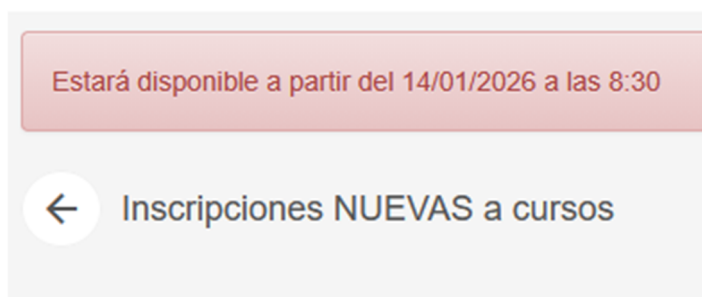 Estará disponible a partir del 14/01/2026 a las 8:30
Inscripciones NUEVAS a cursos